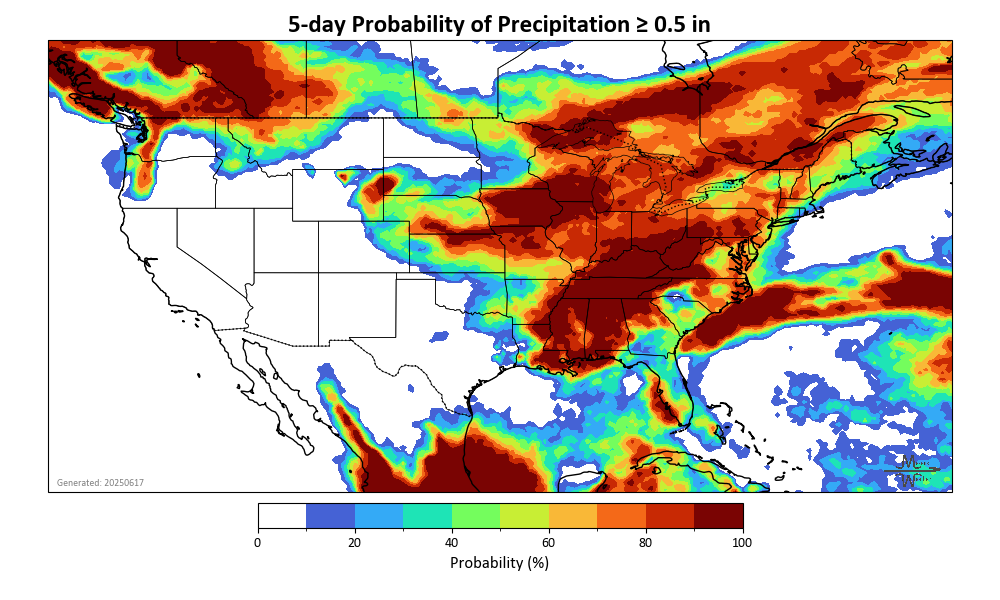 5-day Probability of Precipitation ≥ 0.5 in
Generated: 20250617
0 20 40 60 80 100
Probability (%)